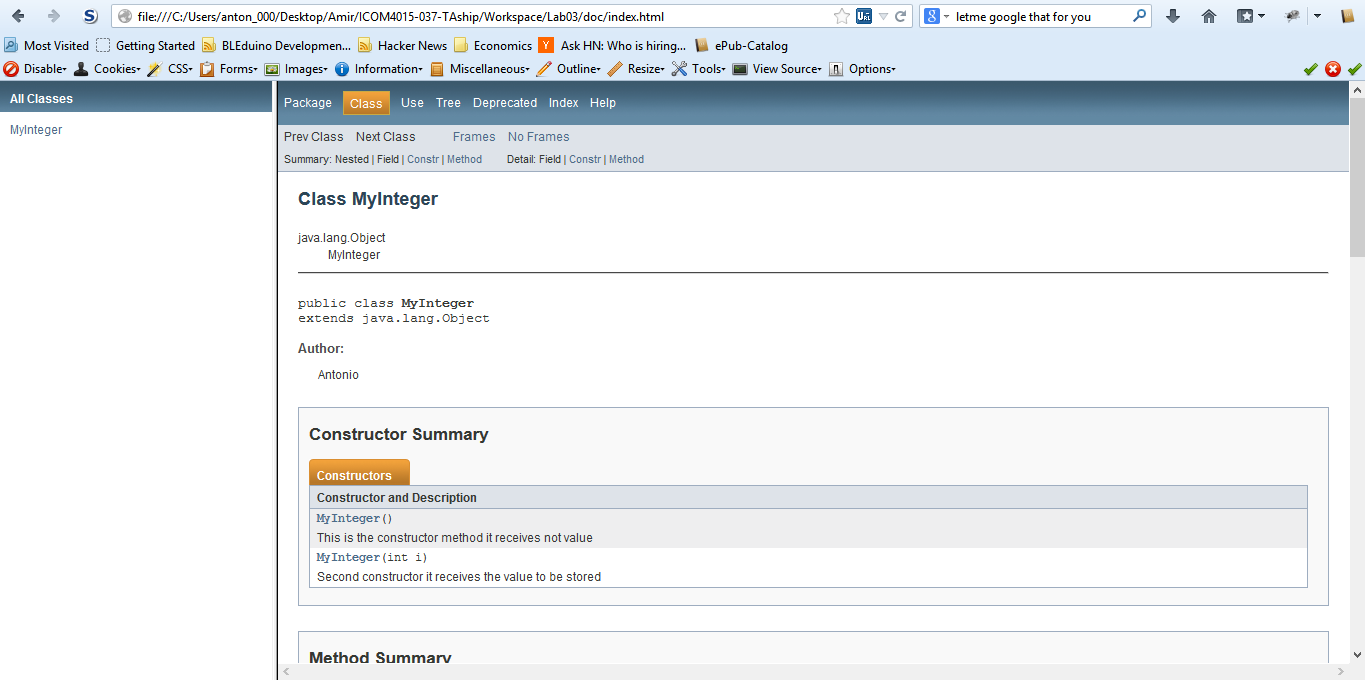 file:///C:/Users/anton_000/Desktop/Amir/ICOM4015-037-TAship/Workspace/Lab03/doc/index.html letme google that for you
Most Visited Getting Started BLEduino Developmen... Hacker News Economics Ask HN: Who is hiring... ePub-Catalog
Disable Cookies CSS Forms Images Information Miscellaneous Outline Resize Tools View Source Options
All Classes
MyInteger
Package Class Use Tree Deprecated Index Help
Prev Class Next Class Frames No Frames
Summary: Nested | Field | Constr | Method Detail: Field | Constr | Method
Class MyInteger
java.lang.Object
MyInteger
public class MyInteger
extends java.lang.Object
Author:
Antonio
Constructor Summary
Constructors
Constructor and Description
MyInteger()
This is the constructor method it receives not value
MyInteger(int i)
Second constructor it receives the value to be stored
Method Summary